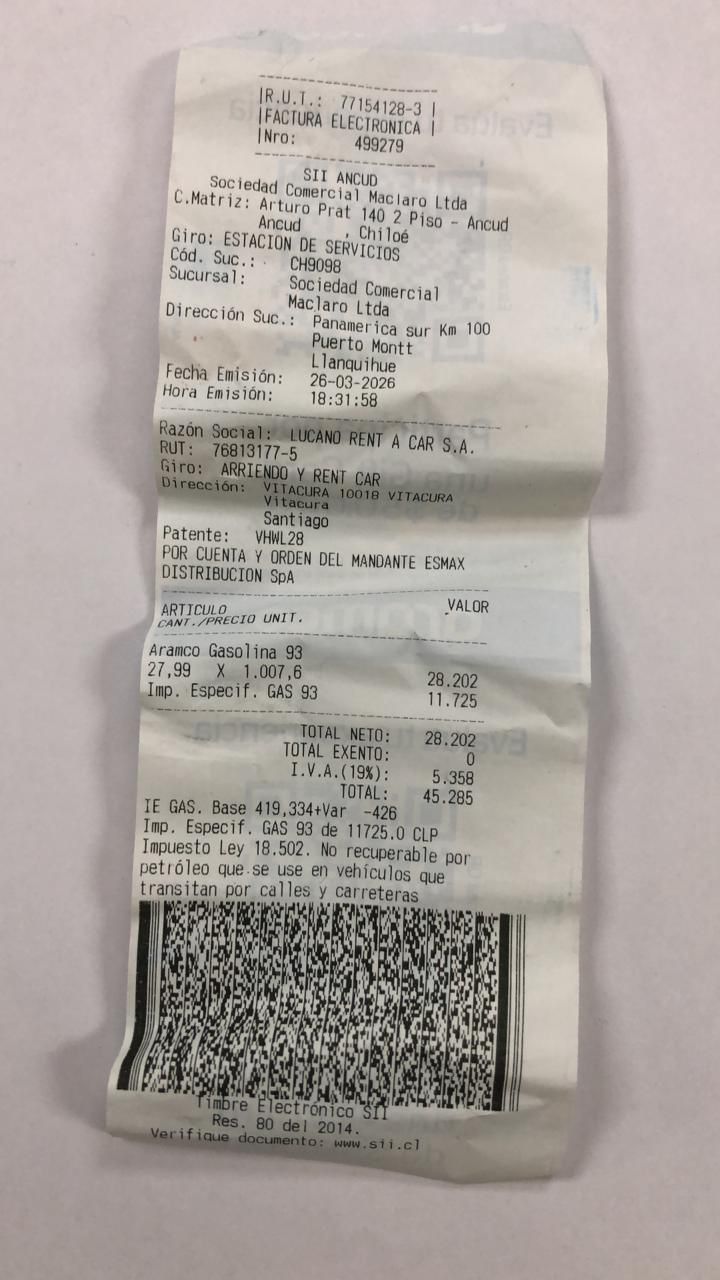 |R.U.T.: 77154128-3 |
|FACTURA ELECTRONICA |
|Nro: 499279
SII ANCUD
Sociedad Comercial Maclaro Ltda
C.Matriz: Arturo Prat 140 2 Piso - Ancud
Ancud , Chiloé
Giro: ESTACION DE SERVICIOS
Cód. Suc.: CH9098
Sucursal: Sociedad Comercial
Maclaro Ltda
Dirección Suc.: Panamerica sur Km 100
Puerto Montt
Llanquihue
Fecha Emisión: 26-03-2026
Hora Emisión: 18:31:58
Razón Social: LUCANO RENT A CAR S.A.
RUT: 76813177-5
Giro: ARRIENDO Y RENT CAR
Dirección: VITACURA 10018 VITACURA
Vitacura
Santiago
Patente: VHWL28
POR CUENTA Y ORDEN DEL MANDANTE ESMAX
DISTRIBUCION SpA
ARTICULO VALOR
CANT./PRECIO UNIT.
Aramco Gasolina 93
27,99 X 1.007,6 28.202
Imp. Especif. GAS 93 11.725
TOTAL NETO: 28.202
TOTAL EXENTO: 0
I.V.A.(19%): 5.358
TOTAL: 45.285
IE GAS. Base 419,334+Var -426
Imp. Especif. GAS 93 de 11725.0 CLP
Impuesto Ley 18.502. No recuperable por
petróleo que se use en vehículos que
transitan por calles y carreteras
Timbre Electrónico SII
Res. 80 del 2014.
Verifique documento: www.sii.cl